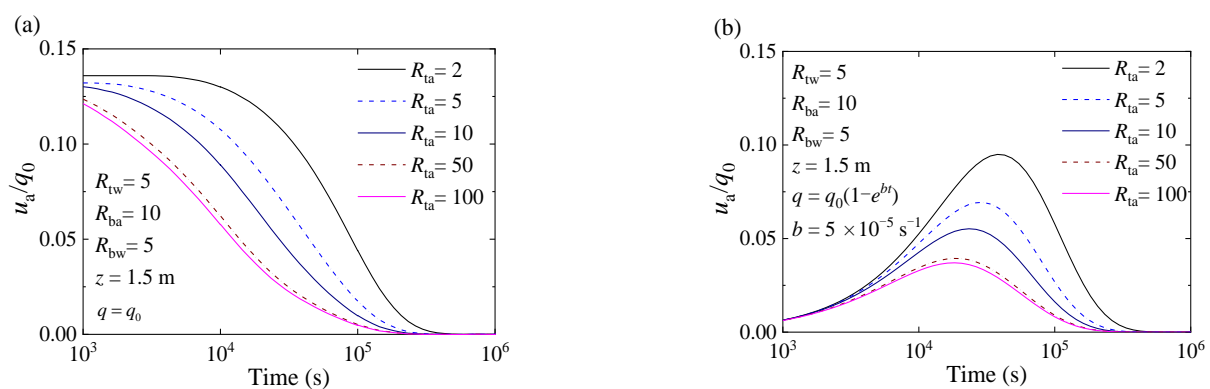 (a)
0.15
0.10
0.05
0.00
u_a/q_0
R_ta= 2
R_ta= 5
R_ta= 10
R_ta= 50
R_ta= 100
R_tw= 5
R_ba= 10
R_bw= 5
z = 1.5 m
q = q_0
10^3
10^4
10^5
10^6
Time (s)
(b)
0.15
0.10
0.05
0.00
u_a/q_0
R_tw= 5
R_ba= 10
R_bw= 5
z = 1.5 m
q = q_0(1−e^{bt})
b = 5 ×10^{-5} s^{-1}
R_ta= 2
R_ta= 5
R_ta= 10
R_ta= 50
R_ta= 100
10^3
10^4
10^5
10^6
Time (s)